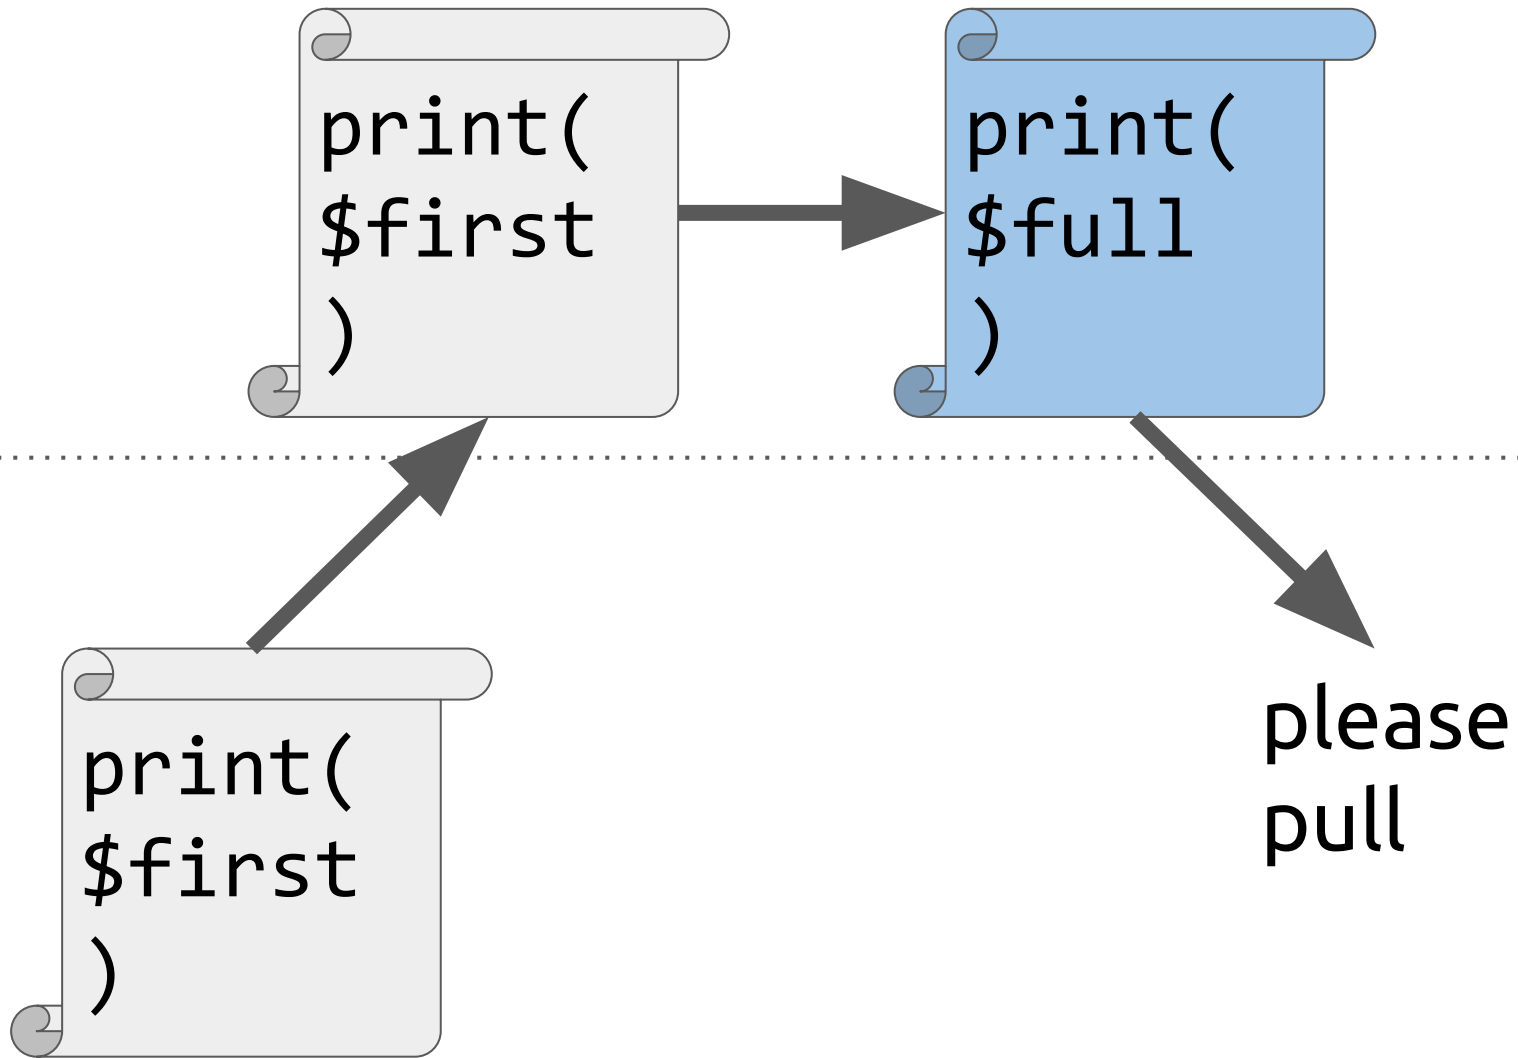 print(
$first
)
print(
$full
)
print(
$first
)
please
pull